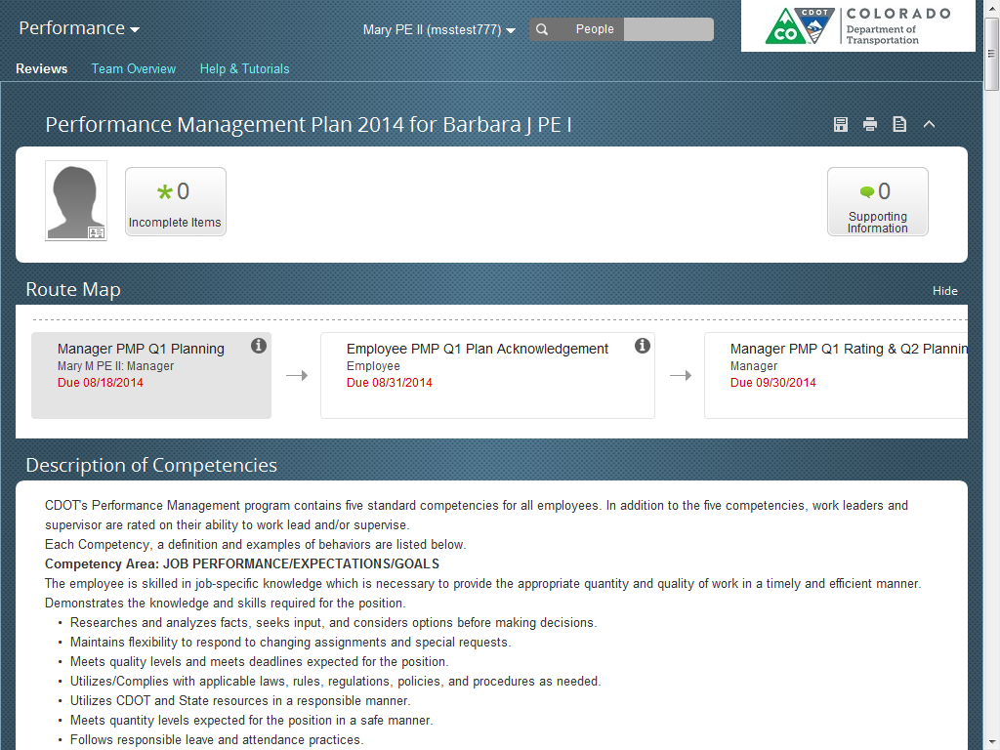 Performance
Mary PE II (msstest777)
People
CO
CDOT
COLORADO
Department of
Transportation
Reviews
Team Overview
Help & Tutorials
Performance Management Plan 2014 for Barbara J PE I
0
Incomplete Items
0
Supporting
Information
Route Map
Hide
Manager PMP Q1 Planning
Mary M PE II: Manager
Due 08/18/2014
Employee PMP Q1 Plan Acknowledgement
Employee
Due 08/31/2014
Manager PMP Q1 Rating & Q2 Plannin
Manager
Due 09/30/2014
Description of Competencies
CDOT's Performance Management program contains five standard competencies for all employees. In addition to the five competencies, work leaders and
supervisor are rated on their ability to work lead and/or supervise.
Each Competency, a definition and examples of behaviors are listed below.
Competency Area: JOB PERFORMANCE/EXPECTATIONS/GOALS
The employee is skilled in job-specific knowledge which is necessary to provide the appropriate quantity and quality of work in a timely and efficient manner.
Demonstrates the knowledge and skills required for the position.
• Researches and analyzes facts, seeks input, and considers options before making decisions.
• Maintains flexibility to respond to changing assignments and special requests.
• Meets quality levels and meets deadlines expected for the position.
• Utilizes/Complies with applicable laws, rules, regulations, policies, and procedures as needed.
• Utilizes CDOT and State resources in a responsible manner.
• Meets quantity levels expected for the position in a safe manner.
• Follows responsible leave and attendance practices.